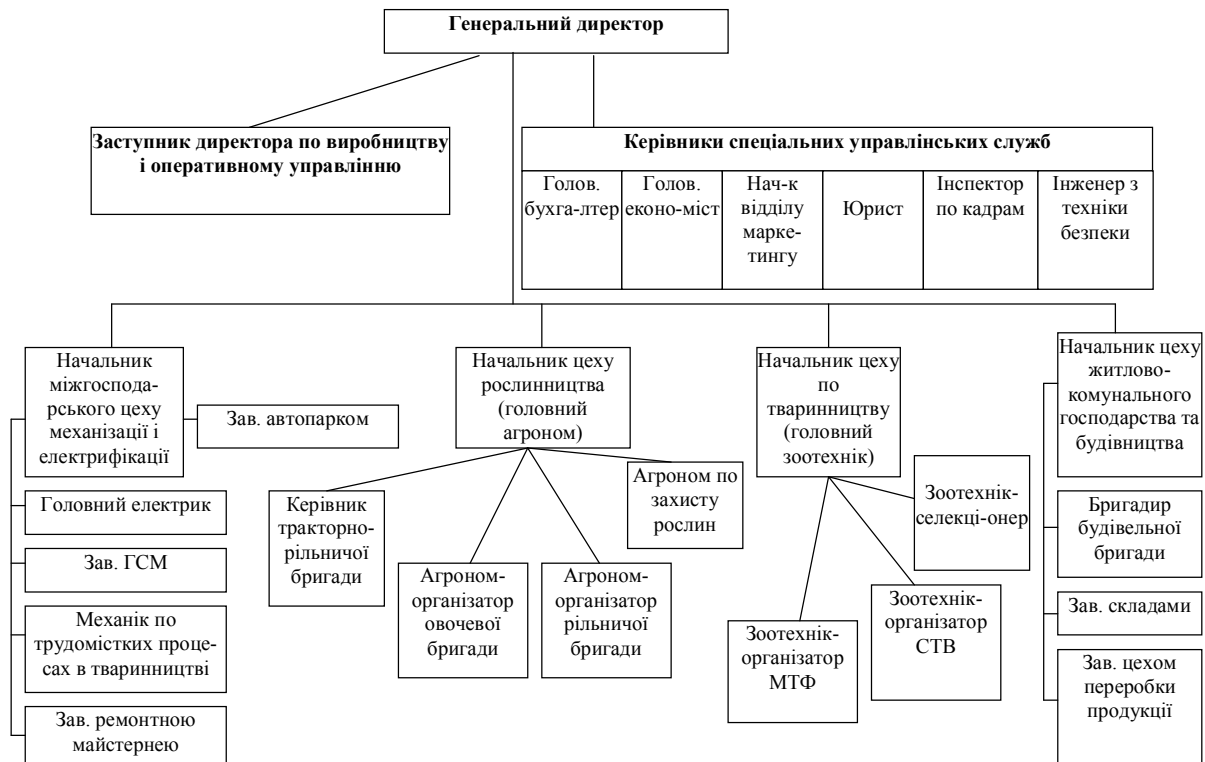 Генеральний директор
Заступник директора по виробництву
і оперативному управлінню
Керівники спеціальних управлінських служб
Голов.
бухга-лтер
Голов.
еконо-міст
Нач-к
відділу
марке-
тингу
Юрист
Інспектор
по кадрам
Інженер з
техніки
безпеки
Начальник
міжгоспода-
рського цеху
механізації і
електрифікації
Зав. автопарком
Головний електрик
Зав. ГСМ
Механік по
трудомістких проце-
сах в тваринництві
Зав. ремонтною
майстернею
Начальник цеху
рослинництва
(головний
агроном)
Керівник
тракторно-
рільничої
бригади
Агроном-
організатор
овочевої
бригади
Агроном-
організатор
рільничої
бригади
Агроном по
захисту
рослин
Начальник цеху
по
тваринництву
(головний
зоотехнік)
Зоотехнік-
організатор
МТФ
Зоотехнік-
організатор
СТВ
Зоотехнік-
селекці-онер
Начальник цеху
житлово-
комунального
господарства та
будівництва
Бригадир
будівельної
бригади
Зав. складами
Зав. цехом
переробки
продукції